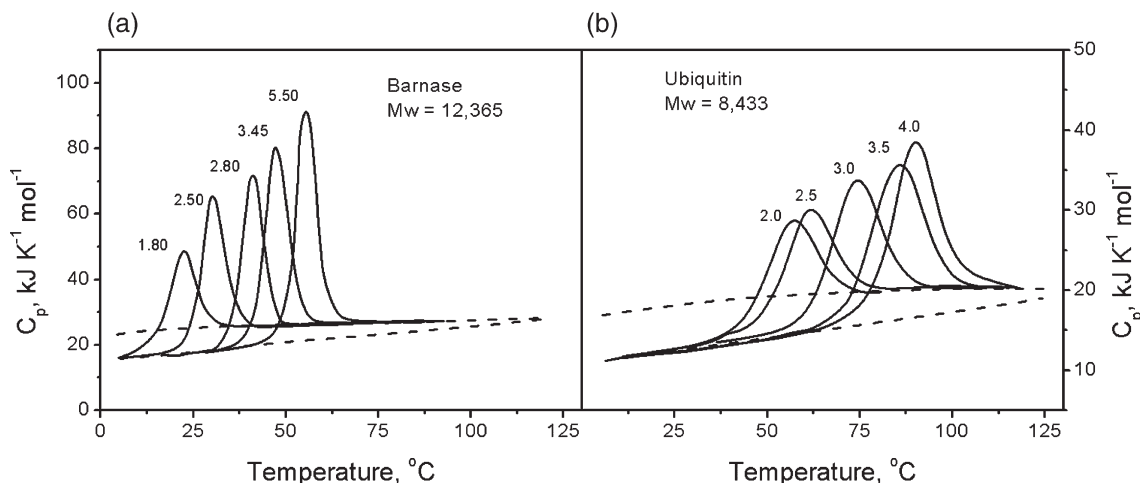 (a)
(b)
Barnase
Mw = 12,365
5.50
3.45
2.80
2.50
1.80
100
80
60
40
20
0
C_p, kJ K⁻¹ mol⁻¹
0 25 50 75 100 125
Temperature, °C
Ubiquitin
Mw = 8,433
4.0
3.5
3.0
2.5
2.0
50
40
30
20
10
C_p, kJ K⁻¹ mol⁻¹
25 50 75 100 125
Temperature, °C